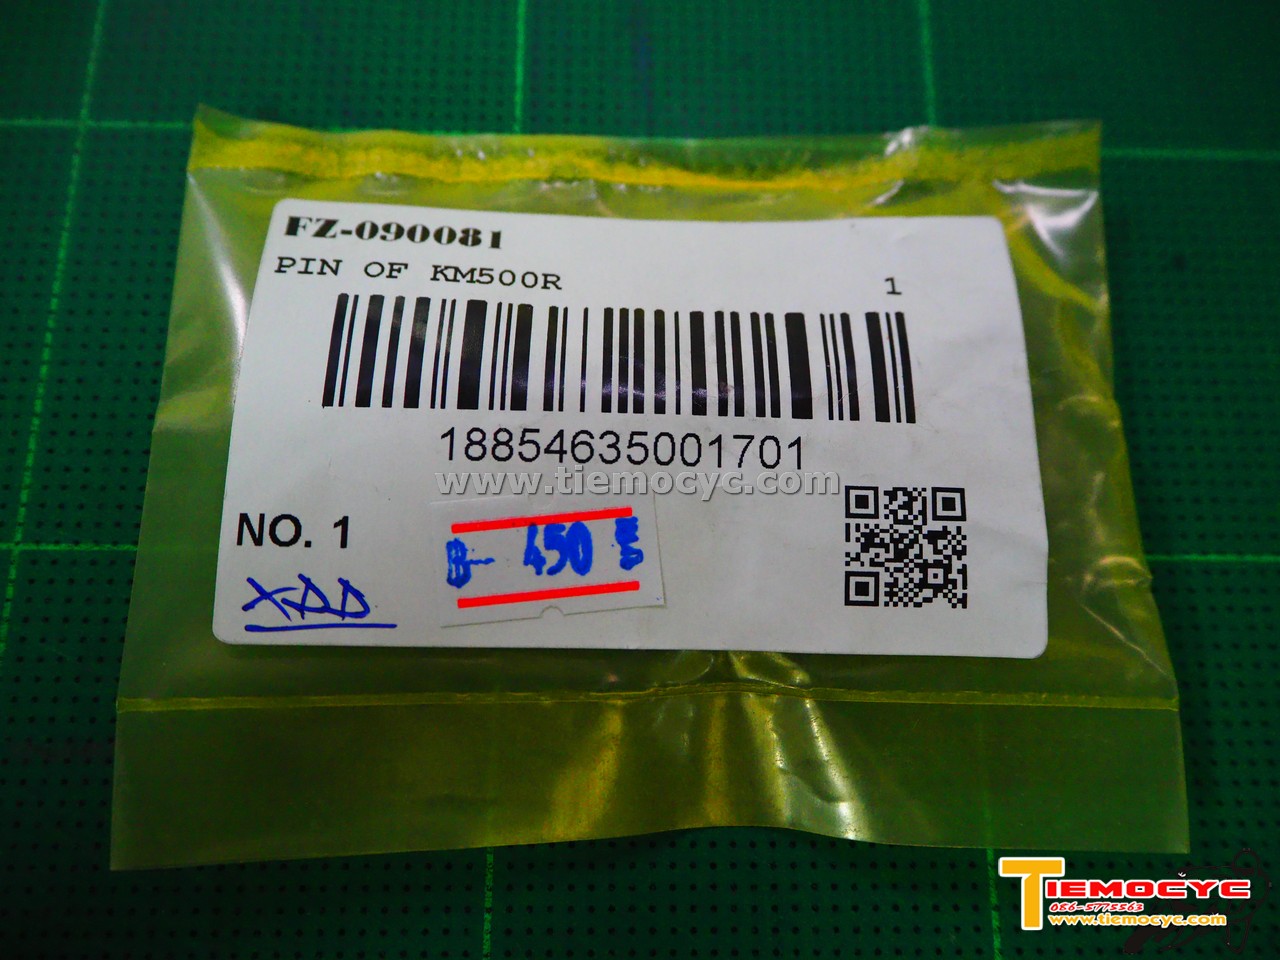 FZ-090081
PIN OF KM500R 1
18854635001701
www.tiemocyc.com
NO. 1
450
TIEMOCYC
086-5775563
www.tiemocyc.com